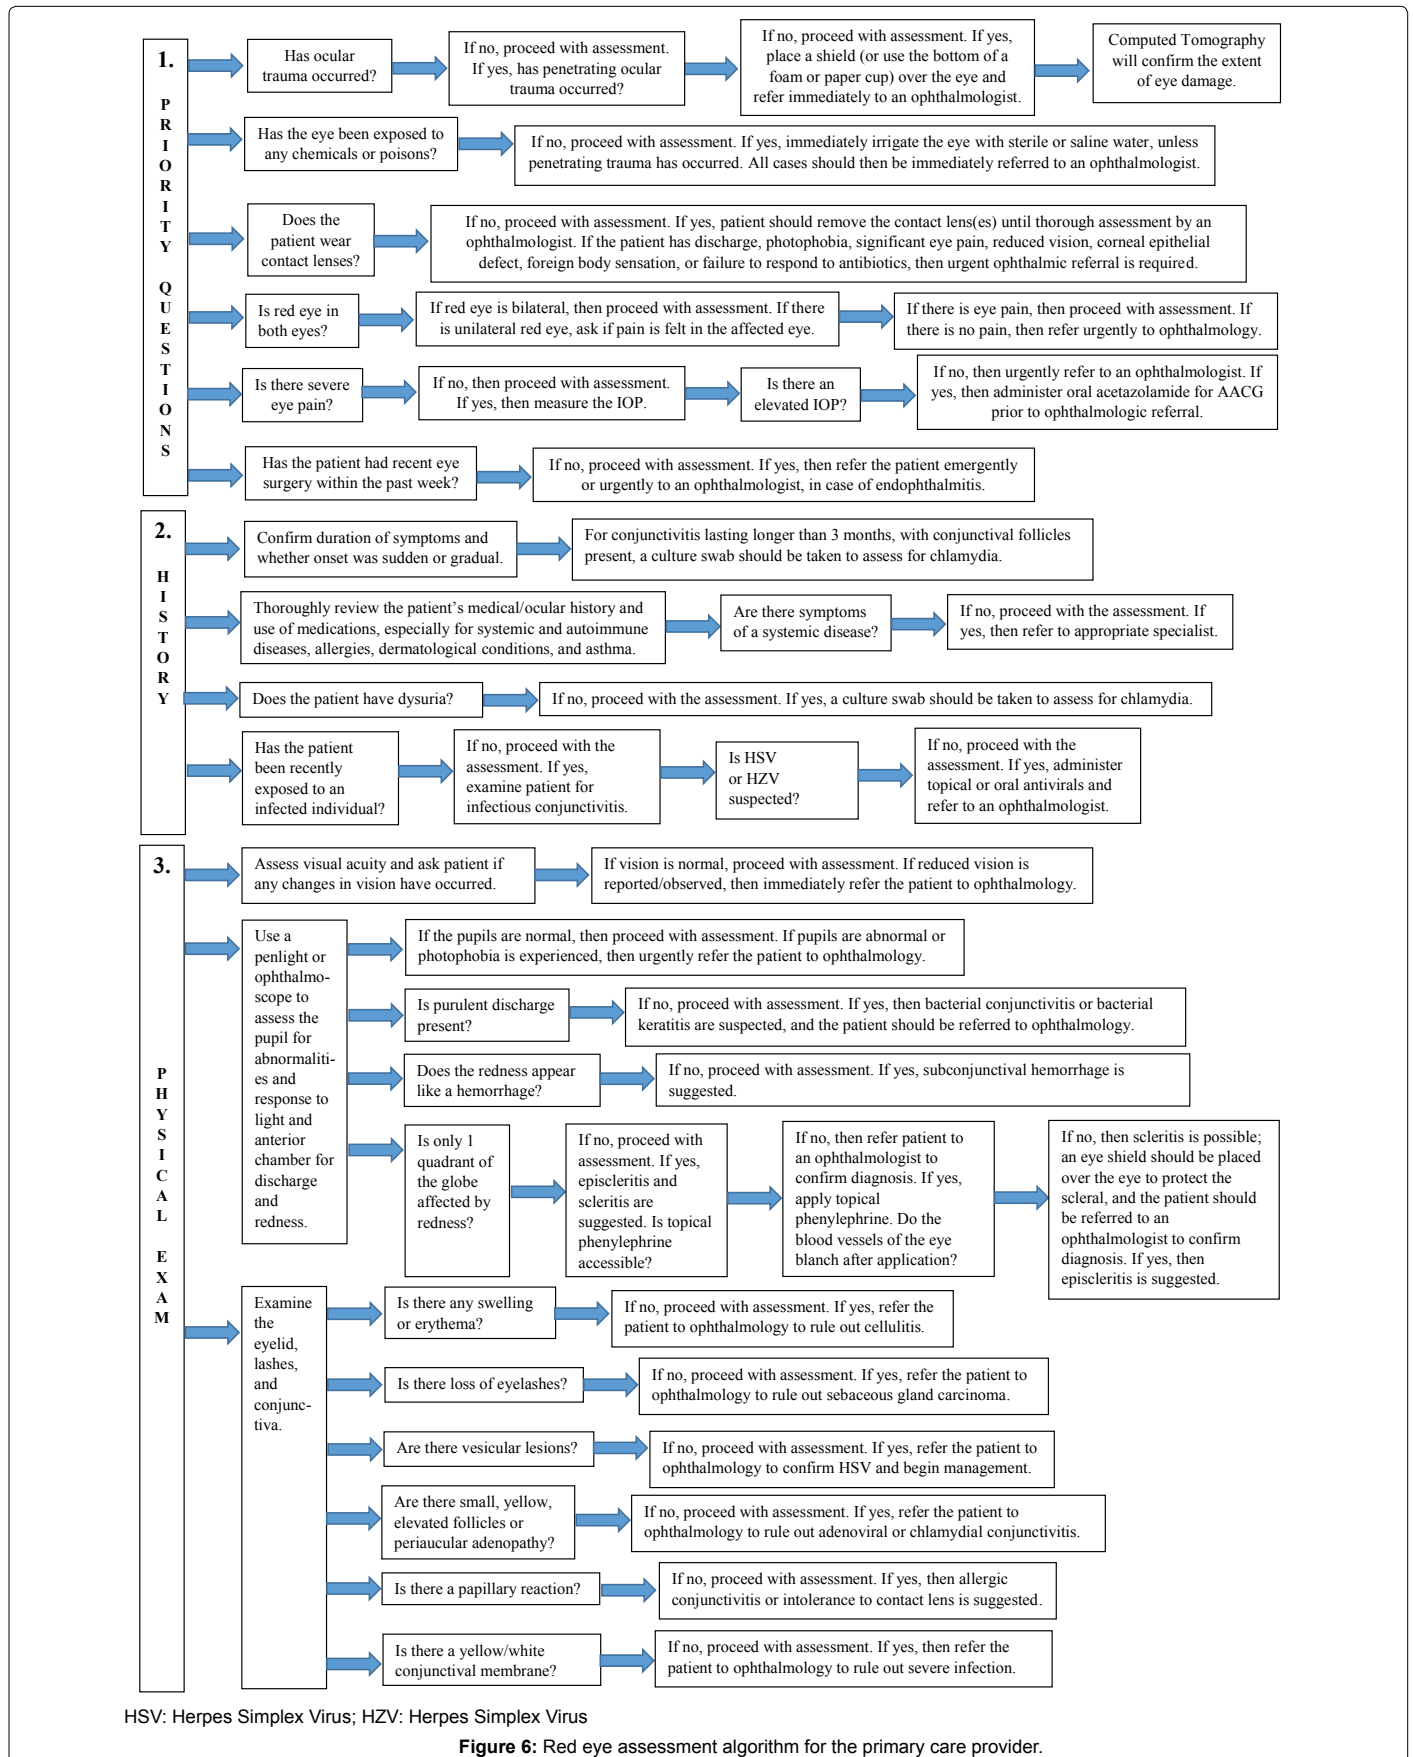 1.
PRIORITY QUESTIONS
Has ocular
trauma occurred?
If no, proceed with assessment.
If yes, has penetrating ocular
trauma occurred?
If no, proceed with assessment. If yes,
place a shield (or use the bottom of a
foam or paper cup) over the eye and
refer immediately to an ophthalmologist.
Computed Tomography
will confirm the extent
of eye damage.
Has the eye been exposed to
any chemicals or poisons?
If no, proceed with assessment. If yes, immediately irrigate the eye with sterile or saline water, unless
penetrating trauma has occurred. All cases should then be immediately referred to an ophthalmologist.
Does the
patient wear
contact lenses?
If no, proceed with assessment. If yes, patient should remove the contact lens(es) until thorough assessment by an
ophthalmologist. If the patient has discharge, photophobia, significant eye pain, reduced vision, corneal epithelial
defect, foreign body sensation, or failure to respond to antibiotics, then urgent ophthalmic referral is required.
Is red eye in
both eyes?
If red eye is bilateral, then proceed with assessment. If there
is unilateral red eye, ask if pain is felt in the affected eye.
If there is eye pain, then proceed with assessment. If
there is no pain, then refer urgently to ophthalmology.
Is there severe
eye pain?
If no, then proceed with assessment.
If yes, then measure the IOP.
Is there an
elevated IOP?
If no, then urgently refer to an ophthalmologist. If
yes, then administer oral acetazolamide for AACG
prior to ophthalmologic referral.
Has the patient had recent eye
surgery within the past week?
If no, proceed with assessment. If yes, then refer the patient emergently
or urgently to an ophthalmologist, in case of endophthalmitis.
2.
HISTORY
Confirm duration of symptoms and
whether onset was sudden or gradual.
For conjunctivitis lasting longer than 3 months, with conjunctival follicles
present, a culture swab should be taken to assess for chlamydia.
Thoroughly review the patient's medical/ocular history and
use of medications, especially for systemic and autoimmune
diseases, allergies, dermatological conditions, and asthma.
Are there symptoms
of a systemic disease?
If no, proceed with the assessment. If
yes, then refer to appropriate specialist.
Does the patient have dysuria?
If no, proceed with the assessment. If yes, a culture swab should be taken to assess for chlamydia.
Has the patient
been recently
exposed to an
infected individual?
If no, proceed with the
assessment. If yes,
examine patient for
infectious conjunctivitis.
Is HSV
or HZV
suspected?
If no, proceed with the
assessment. If yes, administer
topical or oral antivirals and
refer to an ophthalmologist.
3.
PHYSICAL EXAM
Assess visual acuity and ask patient if
any changes in vision have occurred.
If vision is normal, proceed with assessment. If reduced vision is
reported/observed, then immediately refer the patient to ophthalmology.
Use a
penlight or
ophthalmo-
scope to
assess the
pupil for
abnormaliti-
es and
response to
light and
anterior
chamber for
discharge
and
redness.
If the pupils are normal, then proceed with assessment. If pupils are abnormal or
photophobia is experienced, then urgently refer the patient to ophthalmology.
Is purulent discharge
present?
If no, proceed with assessment. If yes, then bacterial conjunctivitis or bacterial
keratitis are suspected, and the patient should be referred to ophthalmology.
Does the redness appear
like a hemorrhage?
If no, proceed with assessment. If yes, subconjunctival hemorrhage is
suggested.
Is only 1
quadrant of
the globe
affected by
redness?
If no, proceed with
assessment. If yes,
episcleritis and
scleritis are
suggested. Is topical
phenylephrine
accessible?
If no, then refer patient to
an ophthalmologist to
confirm diagnosis. If yes,
apply topical
phenylephrine. Do the
blood vessels of the eye
blanch after application?
If no, then scleritis is possible;
an eye shield should be placed
over the eye to protect the
scleral, and the patient should
be referred to an
ophthalmologist to confirm
diagnosis. If yes, then
episcleritis is suggested.
Examine
the
eyelid,
lashes,
and
conjunc-
tiva.
Is there any swelling
or erythema?
If no, proceed with assessment. If yes, refer the
patient to ophthalmology to rule out cellulitis.
Is there loss of eyelashes?
If no, proceed with assessment. If yes, refer the patient to
ophthalmology to rule out sebaceous gland carcinoma.
Are there vesicular lesions?
If no, proceed with assessment. If yes, refer the patient to
ophthalmology to confirm HSV and begin management.
Are there small, yellow,
elevated follicles or
periaucular adenopathy?
If no, proceed with assessment. If yes, refer the patient to
ophthalmology to rule out adenoviral or chlamydial conjunctivitis.
Is there a papillary reaction?
If no, proceed with assessment. If yes, then allergic
conjunctivitis or intolerance to contact lens is suggested.
Is there a yellow/white
conjunctival membrane?
If no, proceed with assessment. If yes, then refer the
patient to ophthalmology to rule out severe infection.
HSV: Herpes Simplex Virus; HZV: Herpes Simplex Virus
Figure 6: Red eye assessment algorithm for the primary care provider.